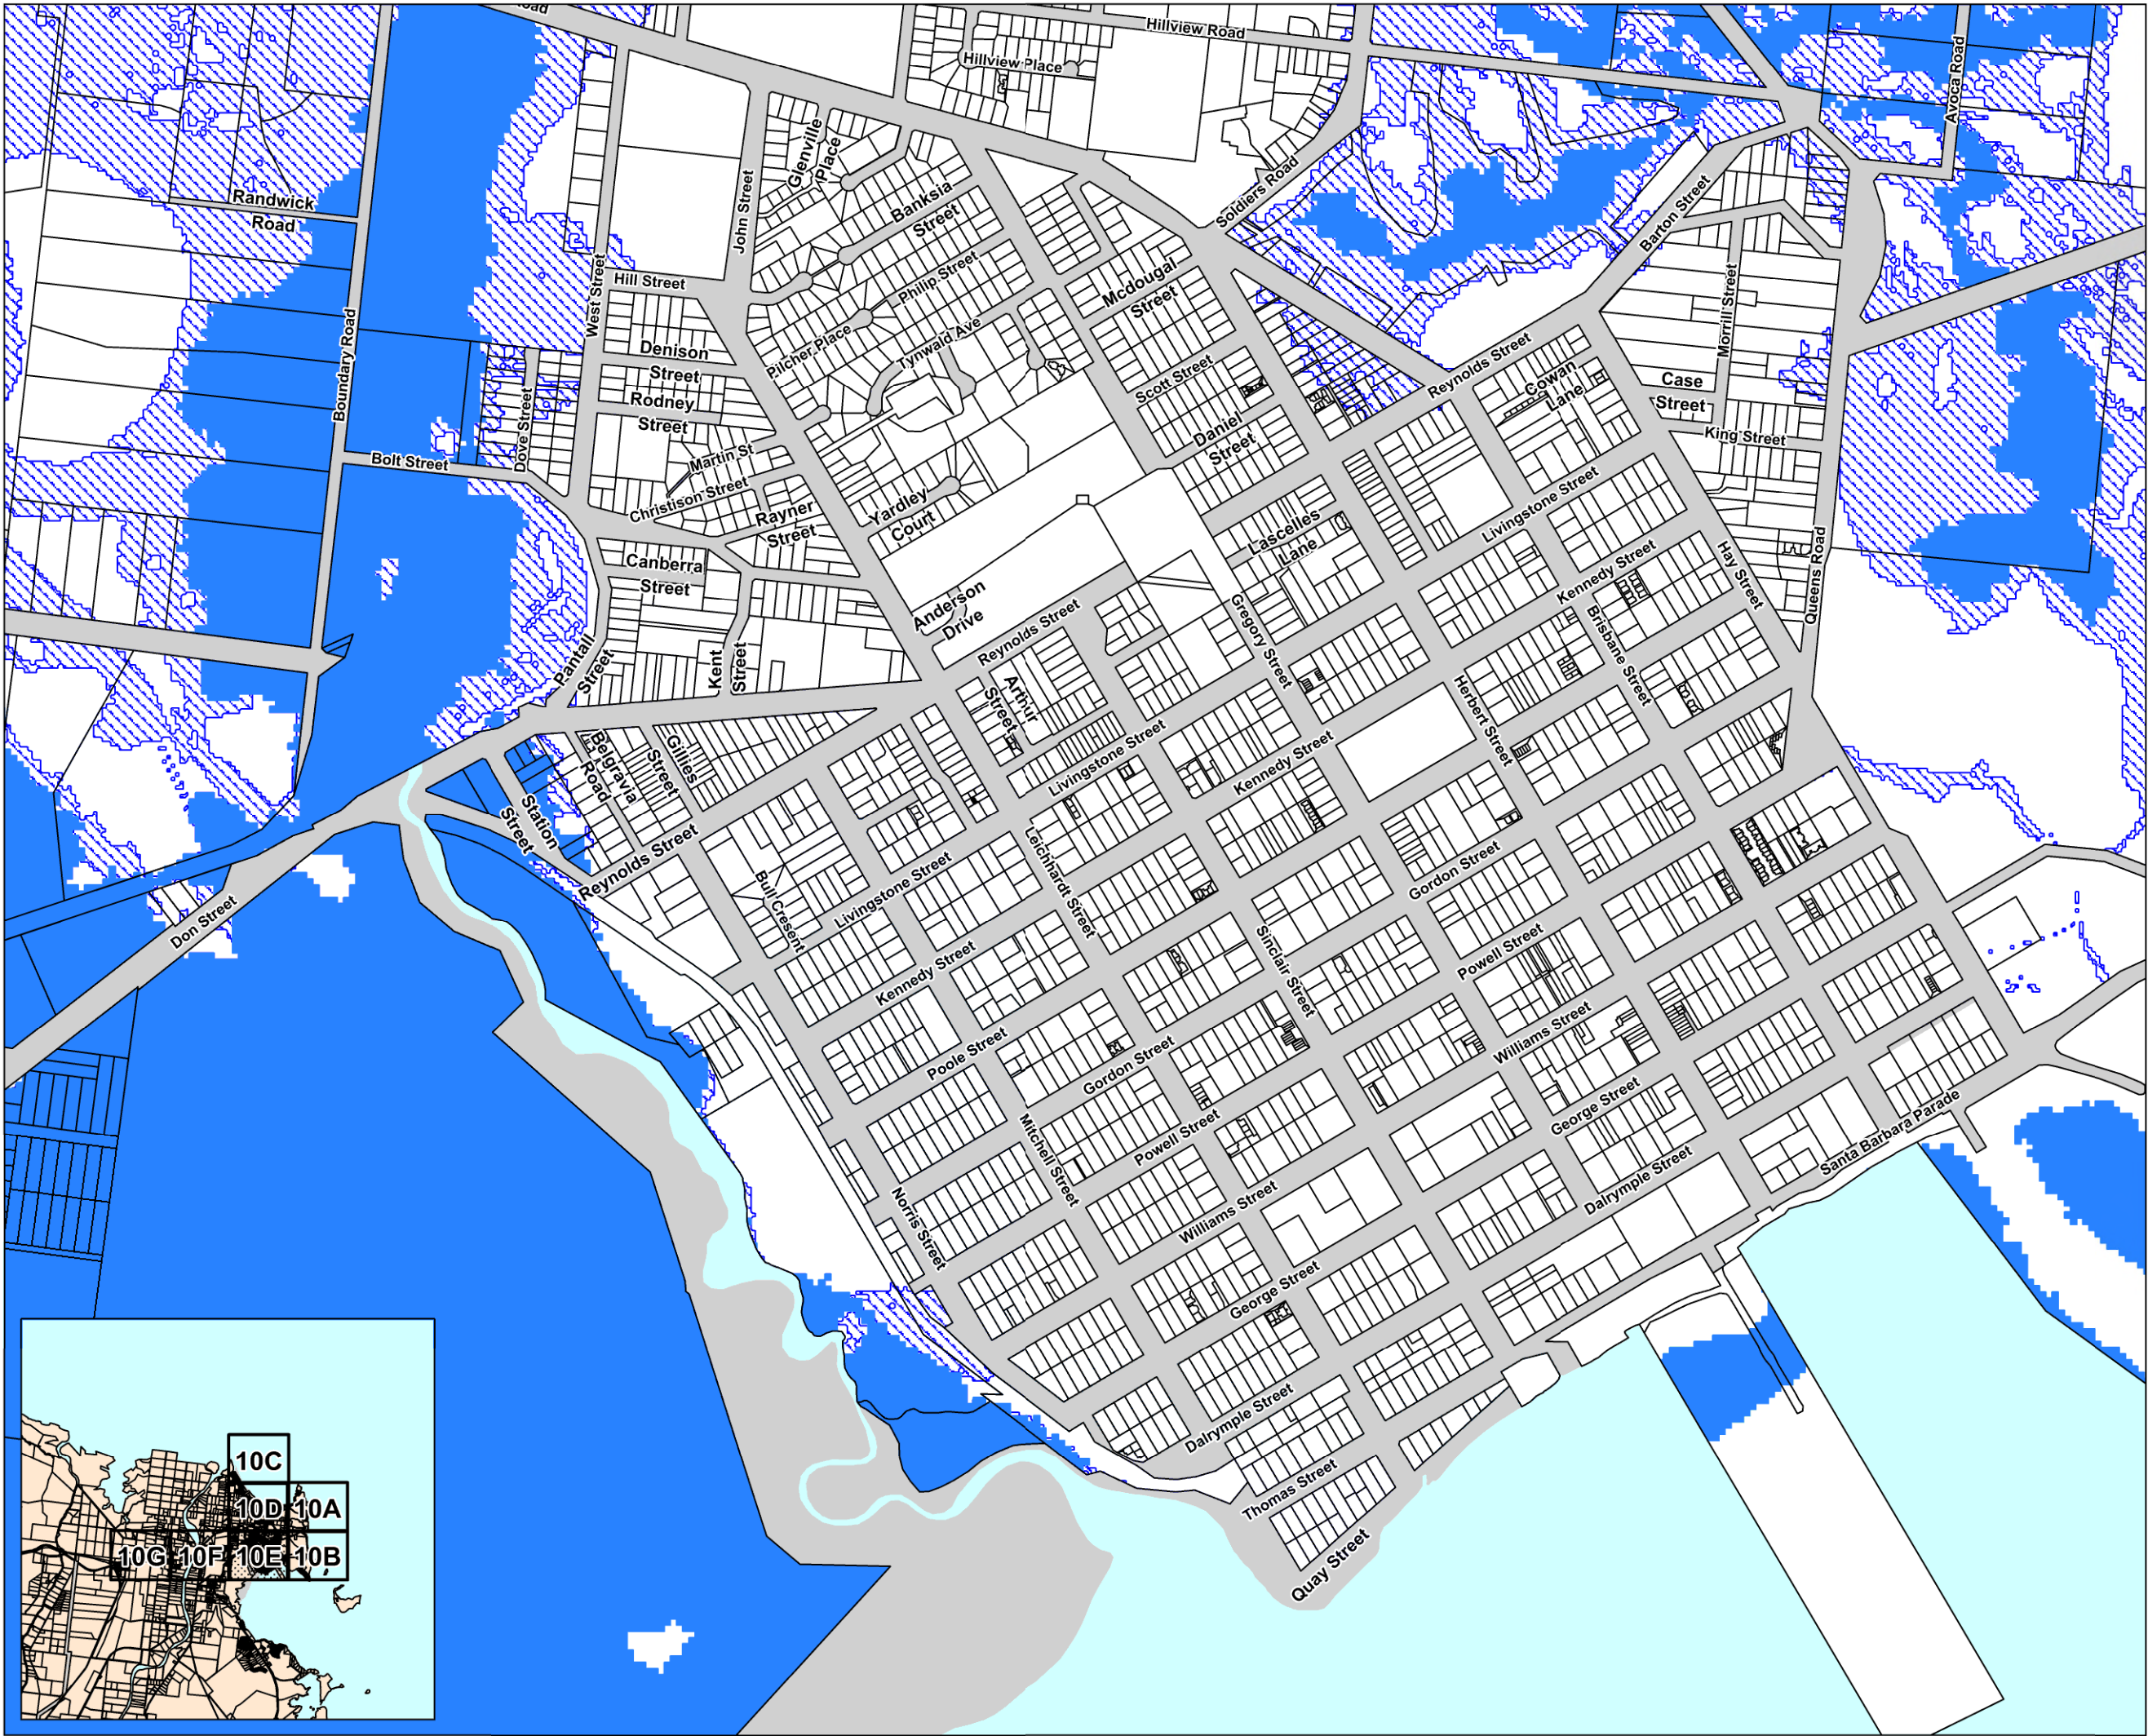 Road
Hillview Road
Hillview Place
Avoca Road
Glenville
Place
Soldiers Road
Randwick
Road
John Street
Banksia
Street
Barton Street
West Street
Hill Street
Philip Street
Mcdougal
Street
Morrill Street
Boundary Road
Denison
Street
Pilcher Place
Tynwald Ave
Scott Street
Reynolds Street
Cowan
Lane
Case
Street
Rodney
Street
Dove Street
Daniel
Street
King Street
Bolt Street
Martin St
Christison Street
Rayner
Street
Yardley
Court
Lascelles
Lane
Livingstone Street
Canberra
Street
Kennedy Street
Hay Street
Queens Road
Anderson
Drive
Reynolds Street
Gregory Street
Brisbane Street
Pantall
Street
Kent
Street
Arthur
Street
Herbert Street
Belgravia
Road
Gillies
Street
Livingstone Street
Kennedy Street
Station
Street
Reynolds Street
Leichhardt Street
Gordon Street
Don Street
Bull Cresent
Livingstone Street
Kennedy Street
Sinclair Street
Powell Street
Poole Street
Gordon Street
Williams Street
Mitchell Street
Powell Street
George Street
Santa Barbara Parade
Norris Street
Williams Street
Dalrymple Street
George Street
Dalrymple Street
Thomas Street
Quay Street
10C
10D
10A
10G
10F
10E
10B